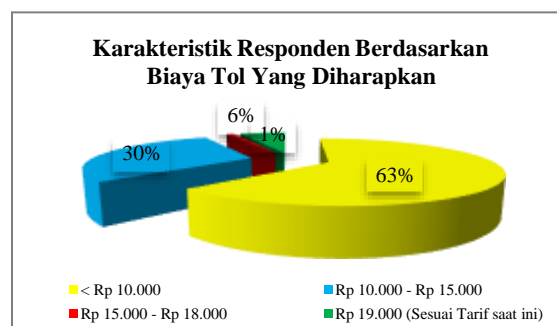 Karakteristik Responden Berdasarkan
Biaya Tol Yang Diharapkan
6%
1%
30%
63%
< Rp 10.000
Rp 10.000 - Rp 15.000
Rp 15.000 - Rp 18.000
Rp 19.000 (Sesuai Tarif saat ini)